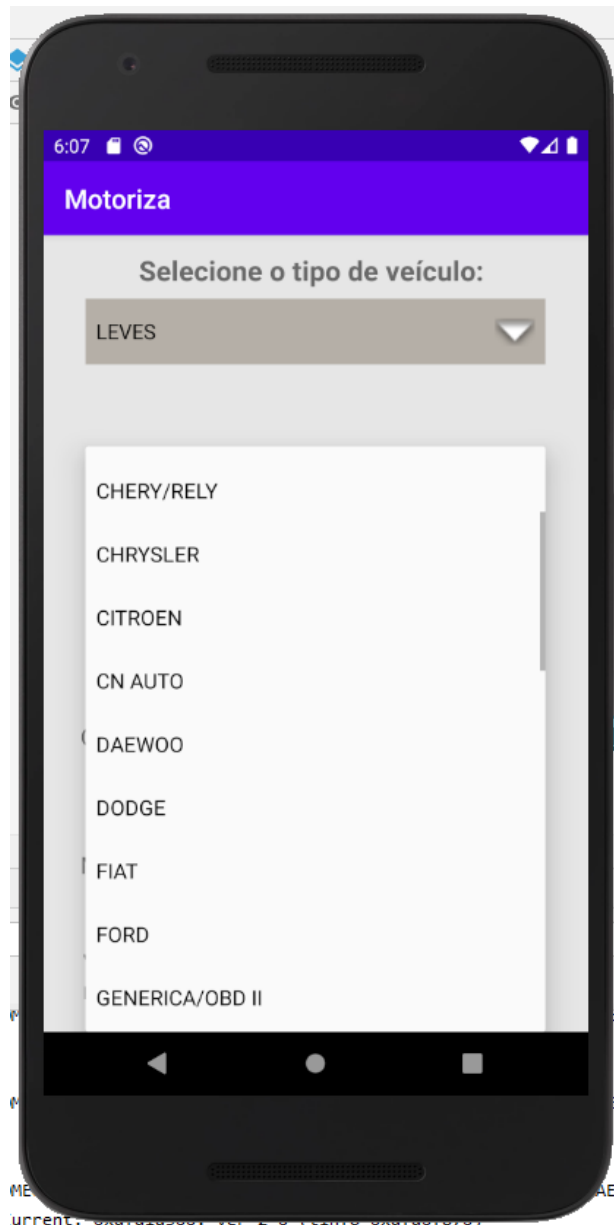 6:07
Motoriza
Selecione o tipo de veículo:
LEVES
CHERY/RELY
CHRYSLER
CITROEN
CN AUTO
DAEWOO
DODGE
FIAT
FORD
GENERICA/OBD II